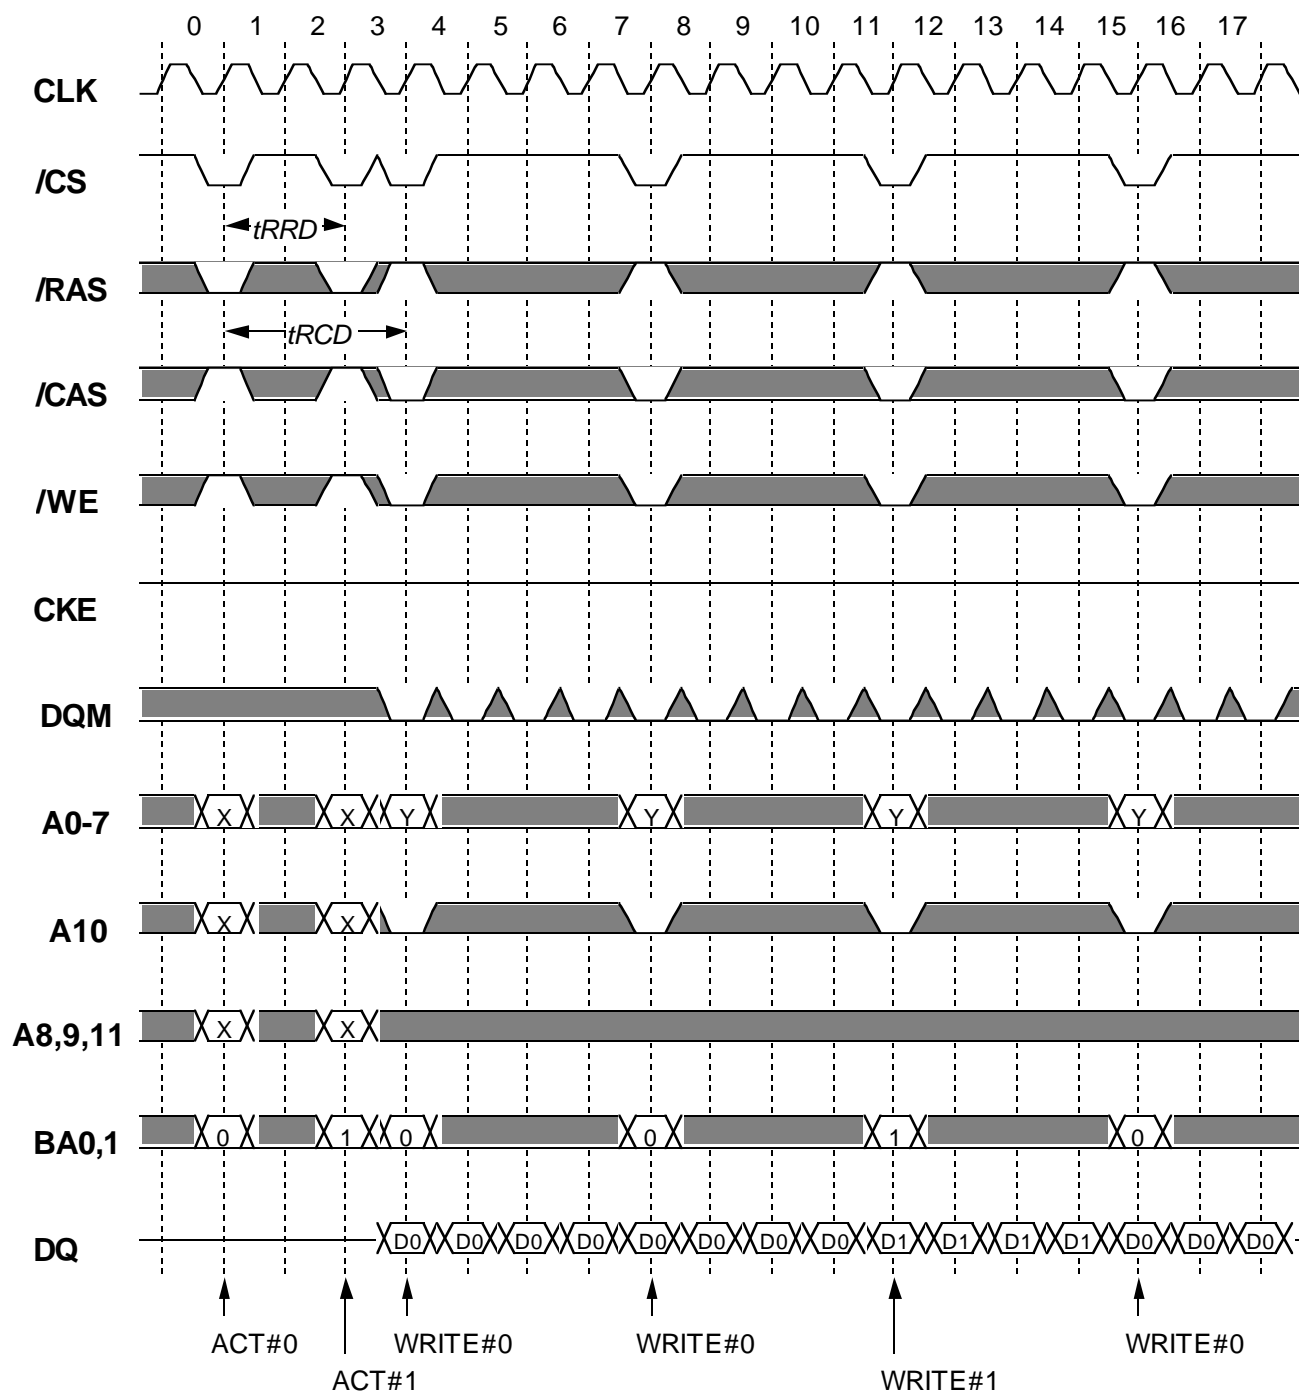 0 1 2 3 4 5 6 7 8 9 10 11 12 13 14 15 16 17
CLK
/CS
tRRD
/RAS
tRCD
/CAS
/WE
CKE
DQM
A0-7 X X Y Y Y Y
A10 X X
A8,9,11 X X
BA0,1 0 1 0 0 1 0
DQ D0 D0 D0 D0 D0 D0 D0 D0 D1 D1 D1 D1 D0 D0 D0
ACT#0 WRITE#0 WRITE#0 WRITE#0
ACT#1 WRITE#1